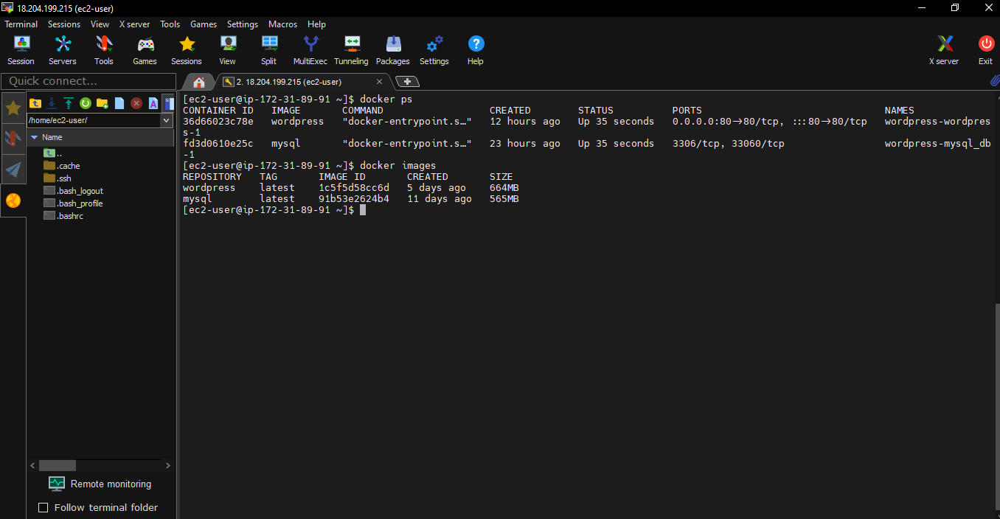 18.204.199.215 (ec2-user)
Terminal Sessions View X server Tools Games Settings Macros Help
Session Servers Tools Games Sessions View Split MultiExec Tunneling Packages Settings Help X server Exit
Quick connect...
2. 18.204.199.215 (ec2-user)
/home/ec2-user/
Name
..
.cache
.ssh
.bash_logout
.bash_profile
.bashrc
Remote monitoring
Follow terminal folder
[ec2-user@ip-172-31-89-91 ~]$ docker ps
CONTAINER ID   IMAGE       COMMAND                  CREATED        STATUS          PORTS                               NAMES
36d66023c78e   wordpress   "docker-entrypoint.s…"   12 hours ago   Up 35 seconds   0.0.0.0:80->80/tcp, :::80->80/tcp   wordpress-wordpres
s-1
fd3d0610e25c   mysql       "docker-entrypoint.s…"   23 hours ago   Up 35 seconds   3306/tcp, 33060/tcp                 wordpress-mysql_db
-1
[ec2-user@ip-172-31-89-91 ~]$ docker images
REPOSITORY   TAG       IMAGE ID       CREATED       SIZE
wordpress    latest    1c5f5d58cc6d   5 days ago    664MB
mysql        latest    91b53e2624b4   11 days ago   565MB
[ec2-user@ip-172-31-89-91 ~]$